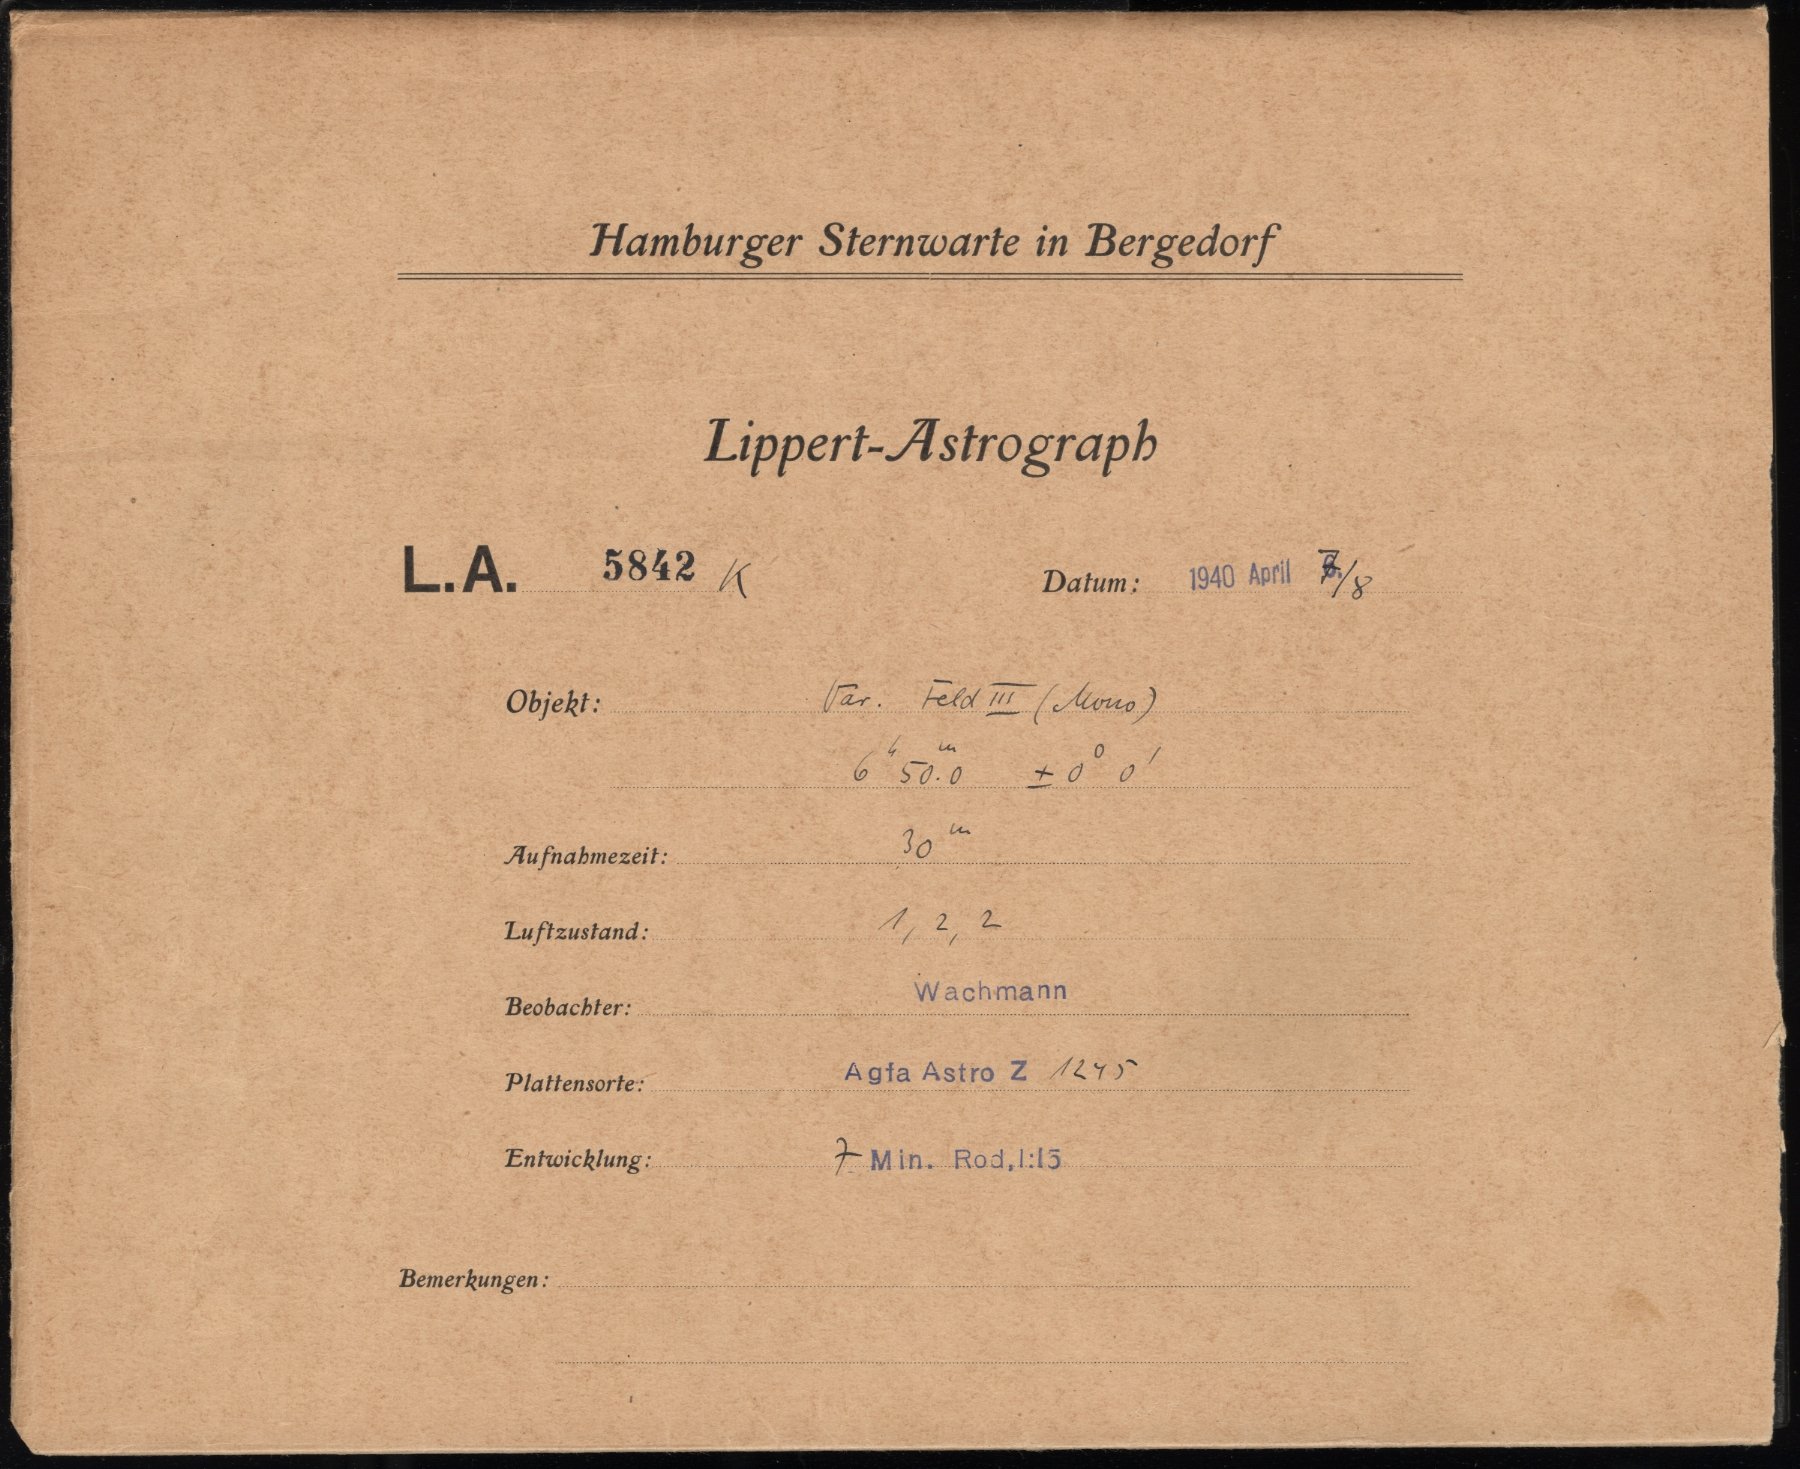 Hamburger Sternwarte in Bergedorf
Lippert-Astrograph
L.A. 5842 K Datum: 1940 April 7/8
Objekt: Var. Feld III (Mono)
6ʰ 50.ᵐ0 ± 0° 0'
Aufnahmezeit: 30ᵐ
Luftzustand: 1, 2, 2
Beobachter: Wachmann
Plattensorte: Agfa Astro Z 1245
Entwicklung: 7 Min. Rod, 1:15
Bemerkungen: